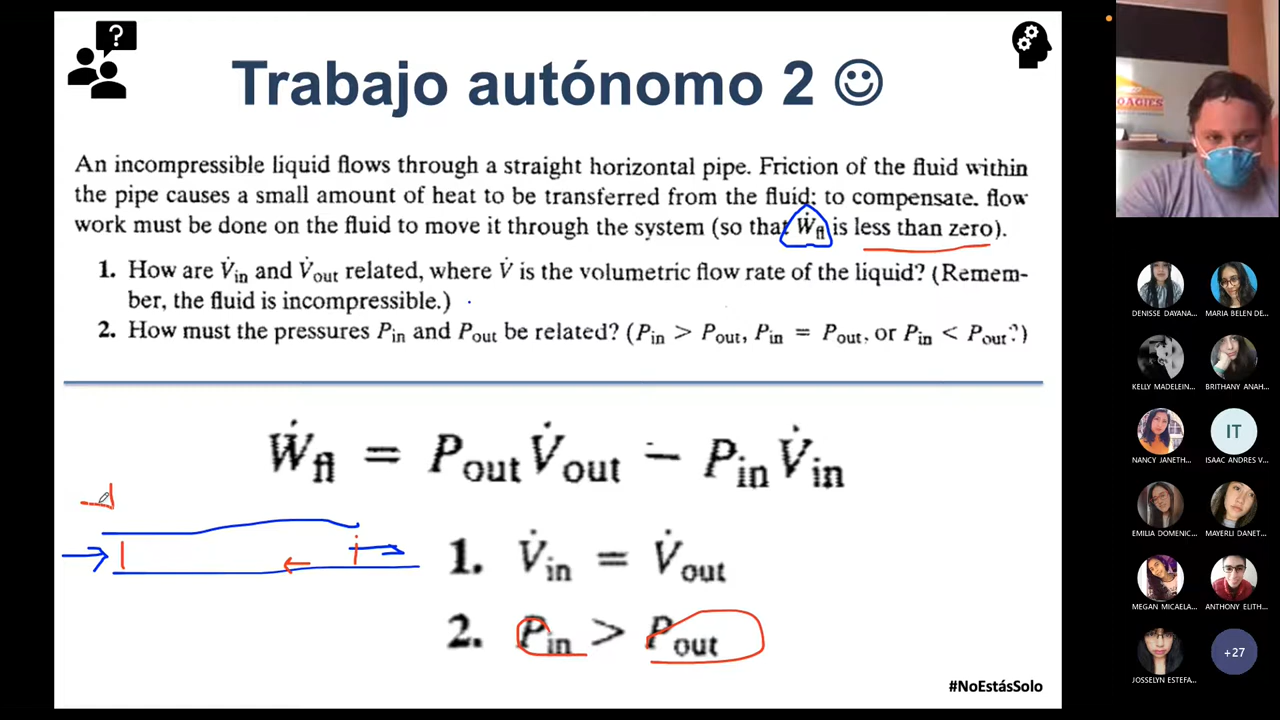 ?
Trabajo autónomo 2 ☺
An incompressible liquid flows through a straight horizontal pipe. Friction of the fluid within
the pipe causes a small amount of heat to be transferred from the fluid; to compensate. flow
work must be done on the fluid to move it through the system (so that Ẇfl is less than zero).
1. How are V̇in and V̇out related, where V̇ is the volumetric flow rate of the liquid? (Remem-
ber, the fluid is incompressible.)
2. How must the pressures Pin and Pout be related? (Pin > Pout, Pin = Pout, or Pin < Pout?)
Ẇfl = Pout V̇out − Pin V̇in
1. V̇in = V̇out
2. Pin > Pout
#NoEstásSolo
DENISSE DAYANA...
MARIA BELEN DE...
KELLY MADELEIN...
BRITHANY ANAH...
IT
NANCY JANETH...
ISAAC ANDRES V...
EMILIA DOMENIC...
MAYERLI DANET...
MEGAN MICAELA...
ANTHONY ELITH...
+27
JOSSELYN ESTEFA...